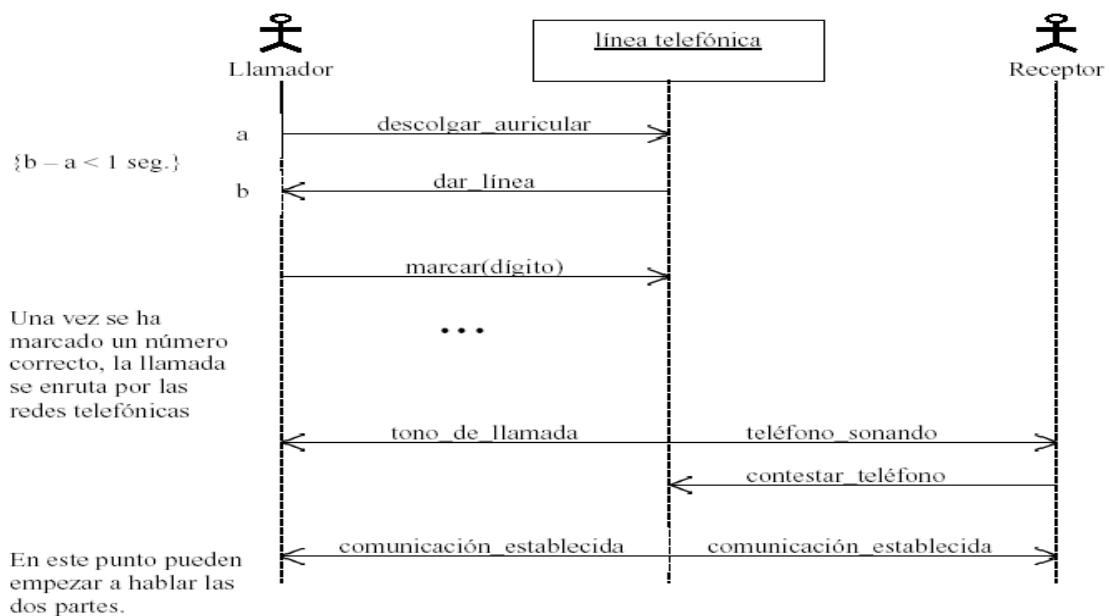 línea telefónica
Llamador
Receptor
a
descolgar_auricular
{b – a < 1 seg.}
b
dar_línea
marcar(dígito)
Una vez se ha
marcado un número
correcto, la llamada
se enruta por las
redes telefónicas
...
tono_de_llamada
teléfono_sonando
contestar_teléfono
comunicación_establecida
comunicación_establecida
En este punto pueden
empezar a hablar las
dos partes.